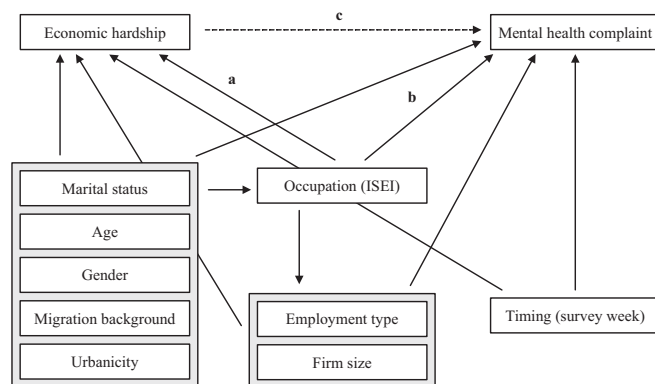 Economic hardship
c
Mental health complaint
a
b
Marital status
Occupation (ISEI)
Age
Gender
Migration background
Employment type
Timing (survey week)
Urbanicity
Firm size